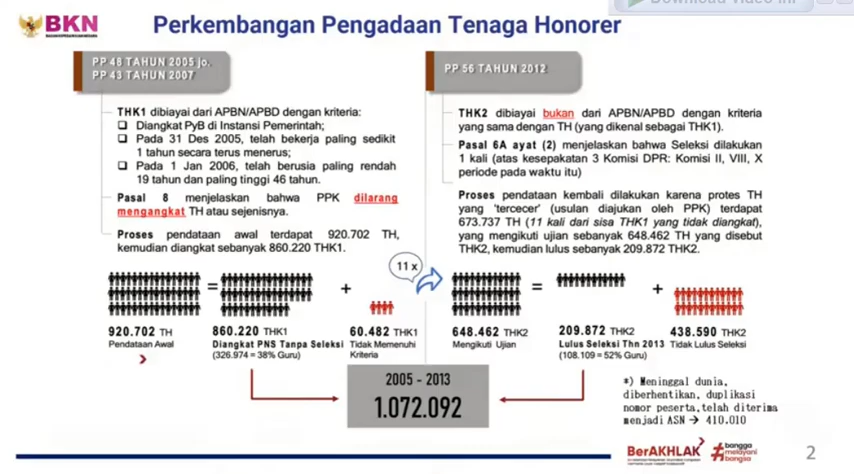 BKN
Perkembangan Pengadaan Tenaga Honorer
PP 48 TAHUN 2005 jo.
PP 43 TAHUN 2007
THK1 dibiayai dari APBN/APBD dengan kriteria:
Diangkat PyB di Instansi Pemerintah;
Pada 31 Des 2005, telah bekerja paling sedikit
1 tahun secara terus menerus;
Pada 1 Jan 2006, telah berusia paling rendah
19 tahun dan paling tinggi 46 tahun.
Pasal 8 menjelaskan bahwa PPK dilarang
mengangkat TH atau sejenisnya.
Proses pendataan awal terdapat 920.702 TH,
kemudian diangkat sebanyak 860.220 THK1.
PP 56 TAHUN 2012
THK2 dibiayai bukan dari APBN/APBD dengan kriteria
yang sama dengan TH (yang dikenal sebagai THK1).
Pasal 6A ayat (2) menjelaskan bahwa Seleksi dilakukan
1 kali (atas kesepakatan 3 Komisi DPR: Komisi II, VIII, X
periode pada waktu itu)
Proses pendataan kembali dilakukan karena protes TH
yang 'tercecer' (usulan diajukan oleh PPK) terdapat
673.737 TH (11 kali dari sisa THK1 yang tidak diangkat),
yang mengikuti ujian sebanyak 648.462 TH yang disebut
THK2, kemudian lulus sebanyak 209.872 THK2.
11 x
= + = +
920.702 TH
Pendataan Awal
860.220 THK1
Diangkat PNS Tanpa Seleksi
(326.974 = 38% Guru)
60.482 THK1
Tidak Memenuhi
Kriteria
648.462 THK2
Mengikuti Ujian
209.872 THK2
Lulus Seleksi Thn 2013
(108.109 = 52% Guru)
438.590 THK2
Tidak Lulus Seleksi
2005 - 2013
1.072.092
*) Meninggal dunia,
diberhentikan, duplikasi
nomor peserta,telah diterima
menjadi ASN → 410.010
BerAKHLAK
#bangga
melayani
bangsa
2